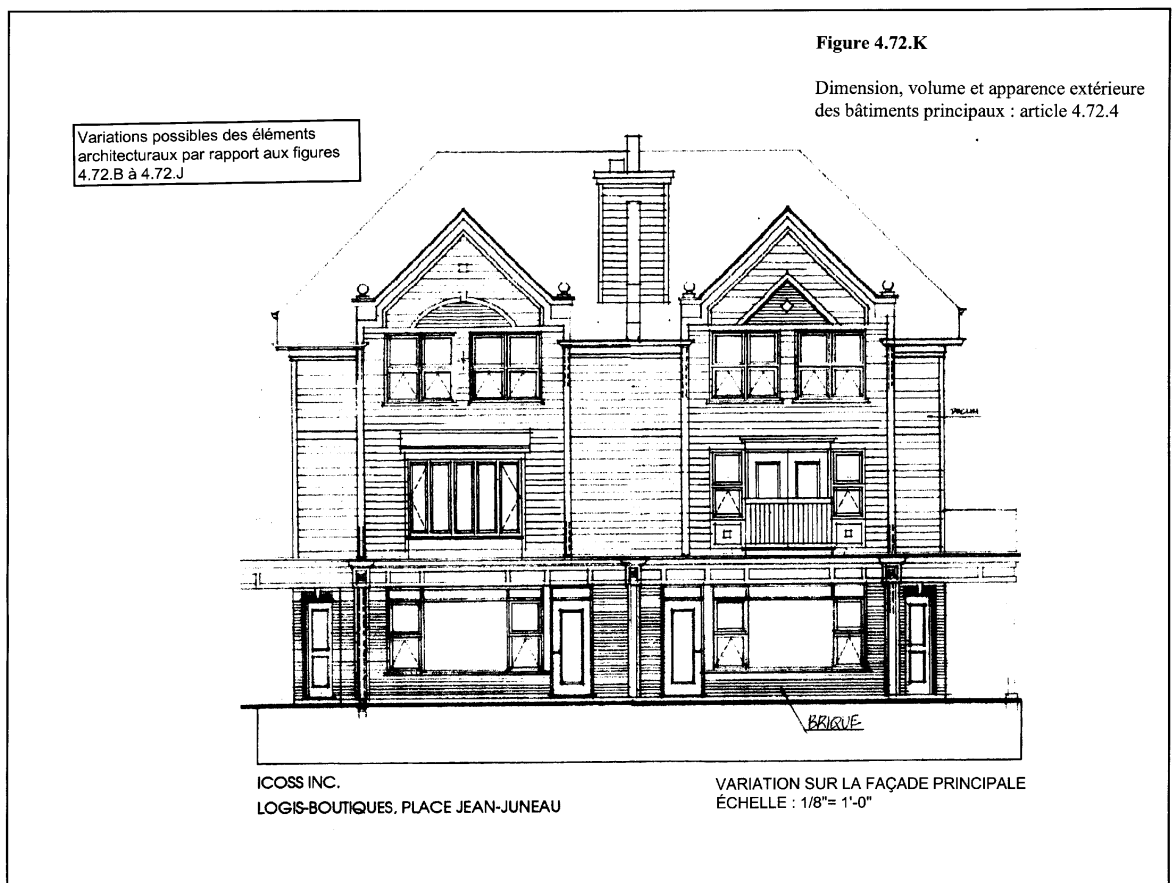 Figure 4.72.K
Dimension, volume et apparence extérieure
des bâtiments principaux : article 4.72.4
Variations possibles des éléments
architecturaux par rapport aux figures
4.72.B à 4.72.J
BRIQUE
ICOSS INC.
LOGIS-BOUTIQUES, PLACE JEAN-JUNEAU
VARIATION SUR LA FAÇADE PRINCIPALE
ÉCHELLE : 1/8"= 1'-0"